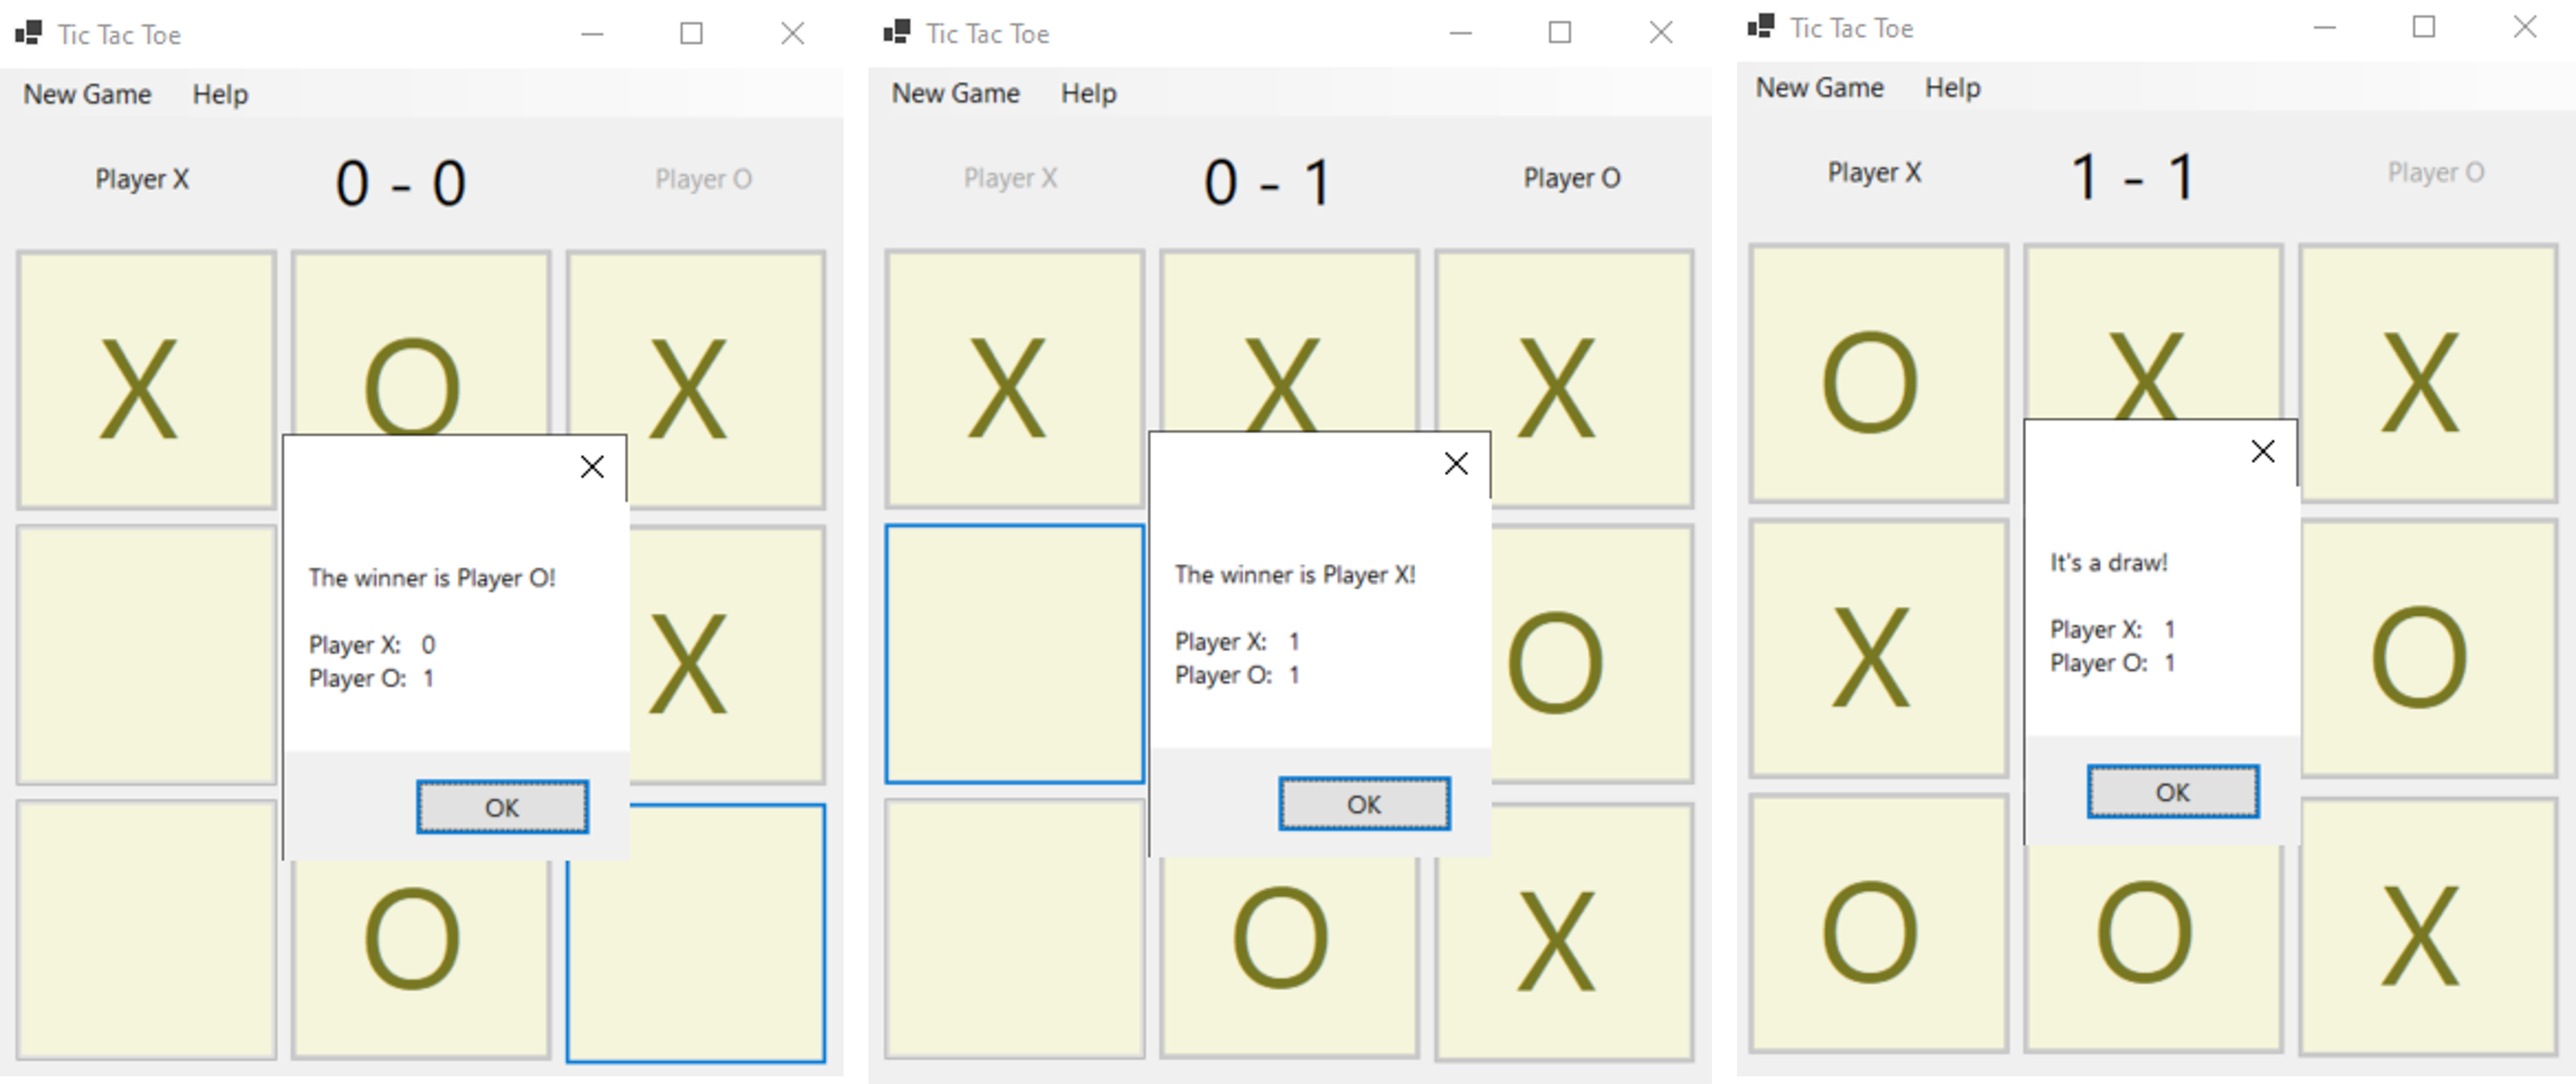 Tic Tac Toe
New Game Help
Player X 0 - 0 Player O
X O X
The winner is Player O!
X
Player X: 0
Player O: 1
OK
O
Tic Tac Toe
New Game Help
Player X 0 - 1 Player O
X X X
The winner is Player X!
O
Player X: 1
Player O: 1
OK
O X
Tic Tac Toe
New Game Help
Player X 1 - 1 Player O
O X X
It's a draw!
X O
Player X: 1
Player O: 1
OK
O O X